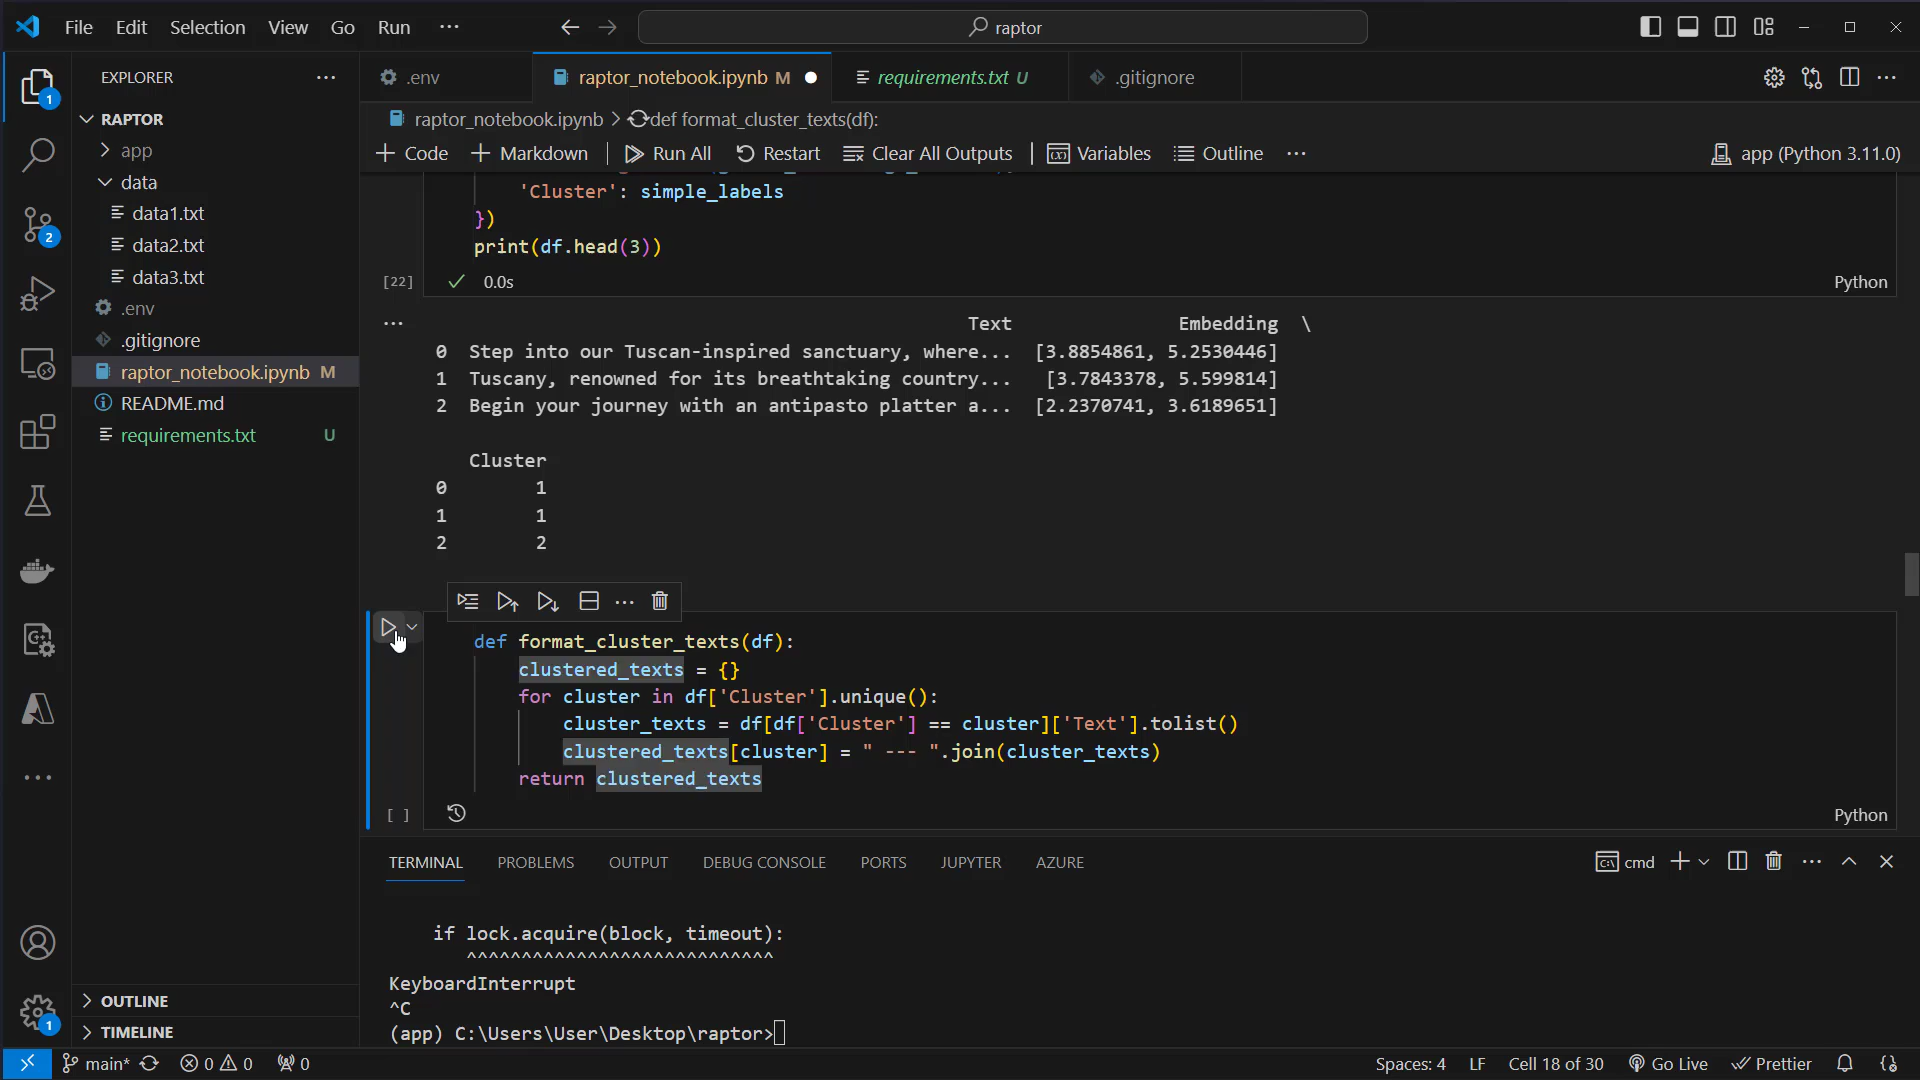 File Edit Selection View Go Run ···
raptor
EXPLORER
.env
raptor_notebook.ipynb M
requirements.txt U
.gitignore
RAPTOR
app
data
data1.txt
data2.txt
data3.txt
.env
.gitignore
raptor_notebook.ipynb M
README.md
requirements.txt U
OUTLINE
TIMELINE
1
2
1
raptor_notebook.ipynb > def format_cluster_texts(df):
+ Code + Markdown Run All Restart Clear All Outputs Variables Outline ···
app (Python 3.11.0)
'Cluster': simple_labels
})
print(df.head(3))
[22] ✓ 0.0s Python
Text Embedding \
0 Step into our Tuscan-inspired sanctuary, where... [3.8854861, 5.2530446]
1 Tuscany, renowned for its breathtaking country... [3.7843378, 5.599814]
2 Begin your journey with an antipasto platter a... [2.2370741, 3.6189651]
Cluster
0 1
1 1
2 2
def format_cluster_texts(df):
clustered_texts = {}
for cluster in df['Cluster'].unique():
cluster_texts = df[df['Cluster'] == cluster]['Text'].tolist()
clustered_texts[cluster] = " --- ".join(cluster_texts)
return clustered_texts
[ ] Python
TERMINAL PROBLEMS OUTPUT DEBUG CONSOLE PORTS JUPYTER AZURE
cmd
if lock.acquire(block, timeout):
^^^^^^^^^^^^^^^^^^^^^^^^^^^^
KeyboardInterrupt
^C
(app) C:\Users\User\Desktop\raptor>
main* 0 0 0
Spaces: 4 LF Cell 18 of 30 Go Live Prettier